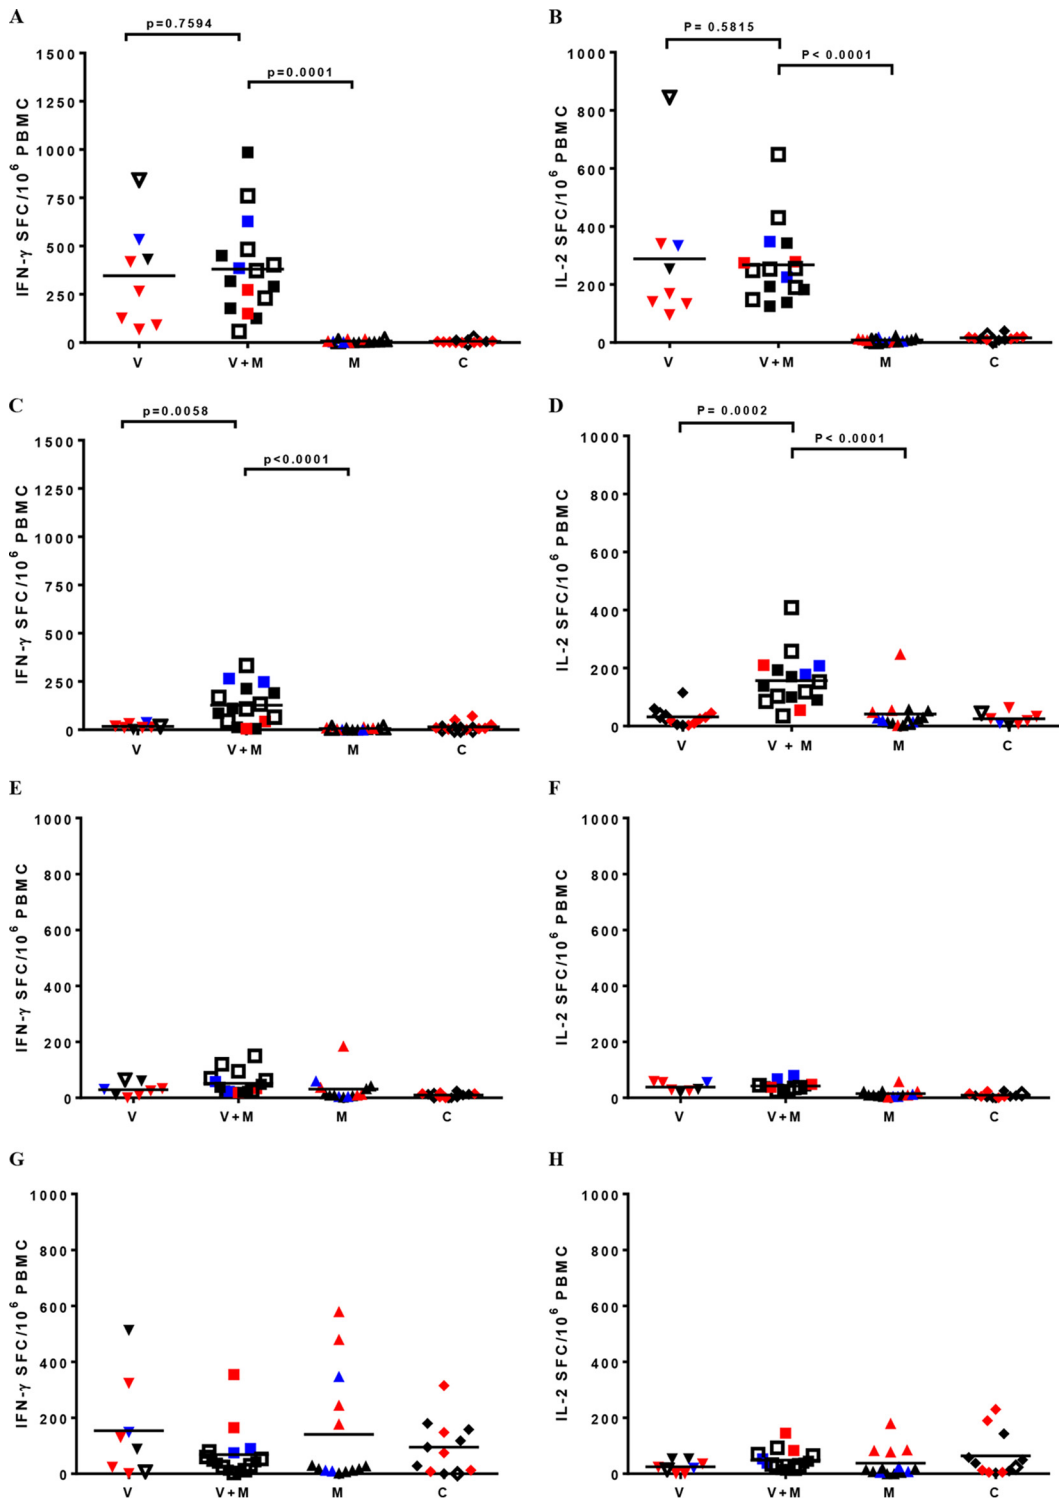 A
p=0.7594
p=0.0001
1500
1250
1000
750
500
250
0
IFN-γ SFC/10⁶ PBMC
V
V + M
M
C
B
P = 0.5815
P < 0.0001
1000
800
600
400
200
0
IL-2 SFC/10⁶ PBMC
V
V + M
M
C
C
p=0.0058
p<0.0001
1500
1250
1000
750
500
250
0
IFN-γ SFC/10⁶ PBMC
V
V + M
M
C
D
P = 0.0002
P < 0.0001
1000
800
600
400
200
0
IL-2 SFC/10⁶ PBMC
V
V + M
M
C
E
1000
800
600
400
200
0
IFN-γ SFC/10⁶ PBMC
V
V + M
M
C
F
1000
800
600
400
200
0
IL-2 SFC/10⁶ PBMC
V
V + M
M
C
G
1000
800
600
400
200
0
IFN-γ SFC/10⁶ PBMC
V
V + M
M
C
H
1000
800
600
400
200
0
IL-2 SFC/10⁶ PBMC
V
V + M
M
C